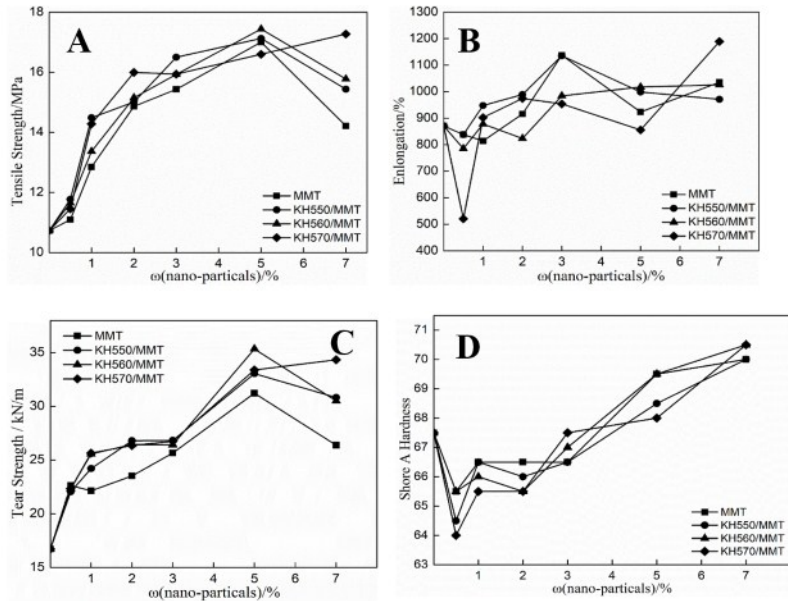 A
Tensile Strength/MPa
18
16
14
12
10
1
2
3
4
5
6
7
ω(nano-particals)/%
MMT
KH550/MMT
KH560/MMT
KH570/MMT
B
Enlongation/%
1300
1200
1100
1000
900
800
700
600
500
400
1
2
3
4
5
6
7
ω(nano-particals)/%
MMT
KH550/MMT
KH560/MMT
KH570/MMT
C
Tear Strength / kN/m
35
30
25
20
15
1
2
3
4
5
6
7
ω(nano-particals)/%
MMT
KH550/MMT
KH560/MMT
KH570/MMT
D
Shore A Hardness
71
70
69
68
67
66
65
64
63
1
2
3
4
5
6
7
ω(nano-particals)/%
MMT
KH550/MMT
KH560/MMT
KH570/MMT